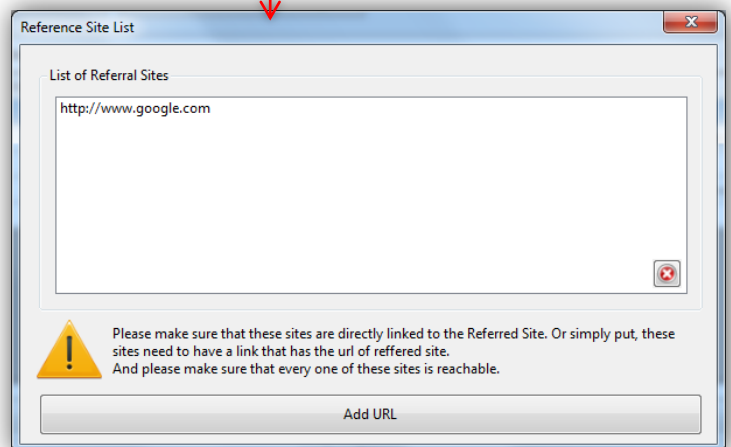 Reference Site List
List of Referral Sites
http://www.google.com
Please make sure that these sites are directly linked to the Referred Site. Or simply put, these
sites need to have a link that has the url of reffered site.
And please make sure that every one of these sites is reachable.
Add URL